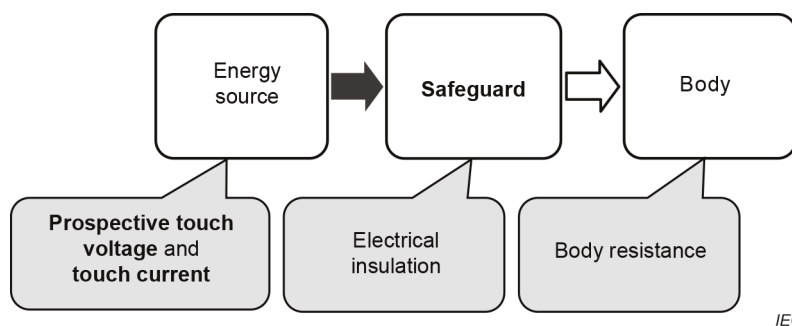 Energy
source
Safeguard
Body
Prospective touch
voltage and
touch current
Electrical
insulation
Body resistance